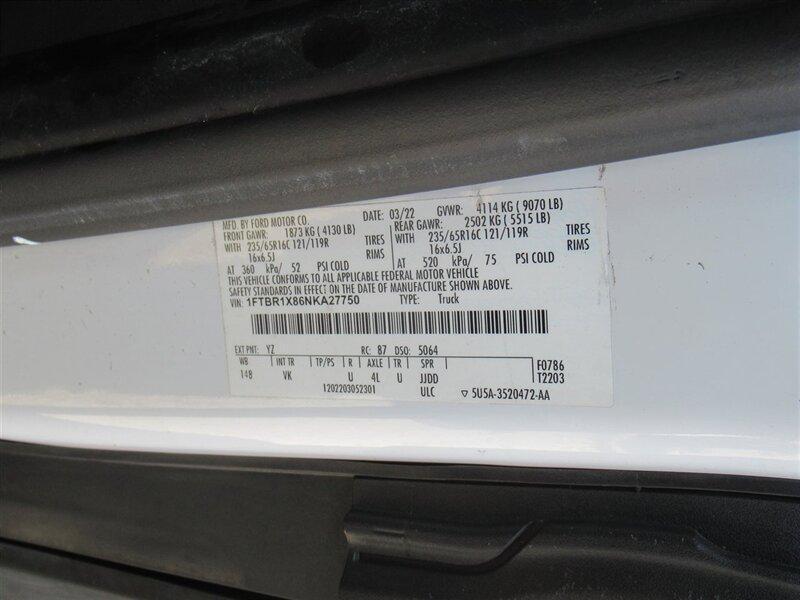 MFD. BY FORD MOTOR CO. DATE: 03/22 GVWR: 4114 KG ( 9070 LB)
FRONT GAWR: 1873 KG ( 4130 LB) REAR GAWR: 2502 KG ( 5515 LB)
WITH 235/65R16C 121/119R TIRES WITH 235/65R16C 121/119R TIRES
16x6.5J RIMS 16x6.5J RIMS
AT 360 kPa/ 52 PSI COLD AT 520 kPa/ 75 PSI COLD
THIS VEHICLE CONFORMS TO ALL APPLICABLE FEDERAL MOTOR VEHICLE
SAFETY STANDARDS IN EFFECT ON THE DATE OF MANUFACTURE SHOWN ABOVE.
VIN: 1FTBR1X86NKA27750 TYPE: Truck
EXT PNT: YZ RC: 87 DSO: 5064
WB INT TR TP/PS R AXLE TR SPR F0786
148 VK U 4L U JJDD T2203
1202203052301 ULC ▽ 5U5A-3520472-AA